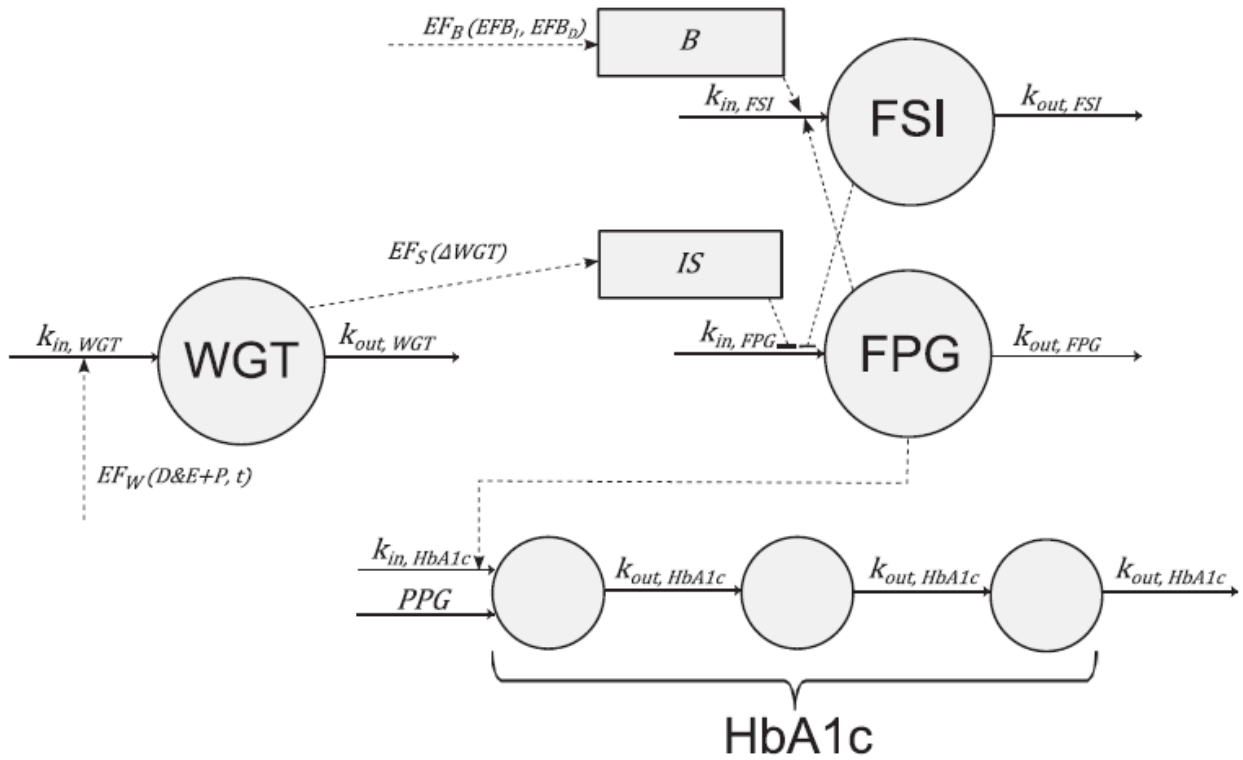 EF_B (EFB_I, EFB_D)
B
k_in, FSI
FSI
k_out, FSI
EF_S (ΔWGT)
IS
k_in, WGT
WGT
k_out, WGT
k_in, FPG
FPG
k_out, FPG
EF_W (D&E+P, t)
k_in, HbA1c
PPG
k_out, HbA1c
k_out, HbA1c
k_out, HbA1c
HbA1c